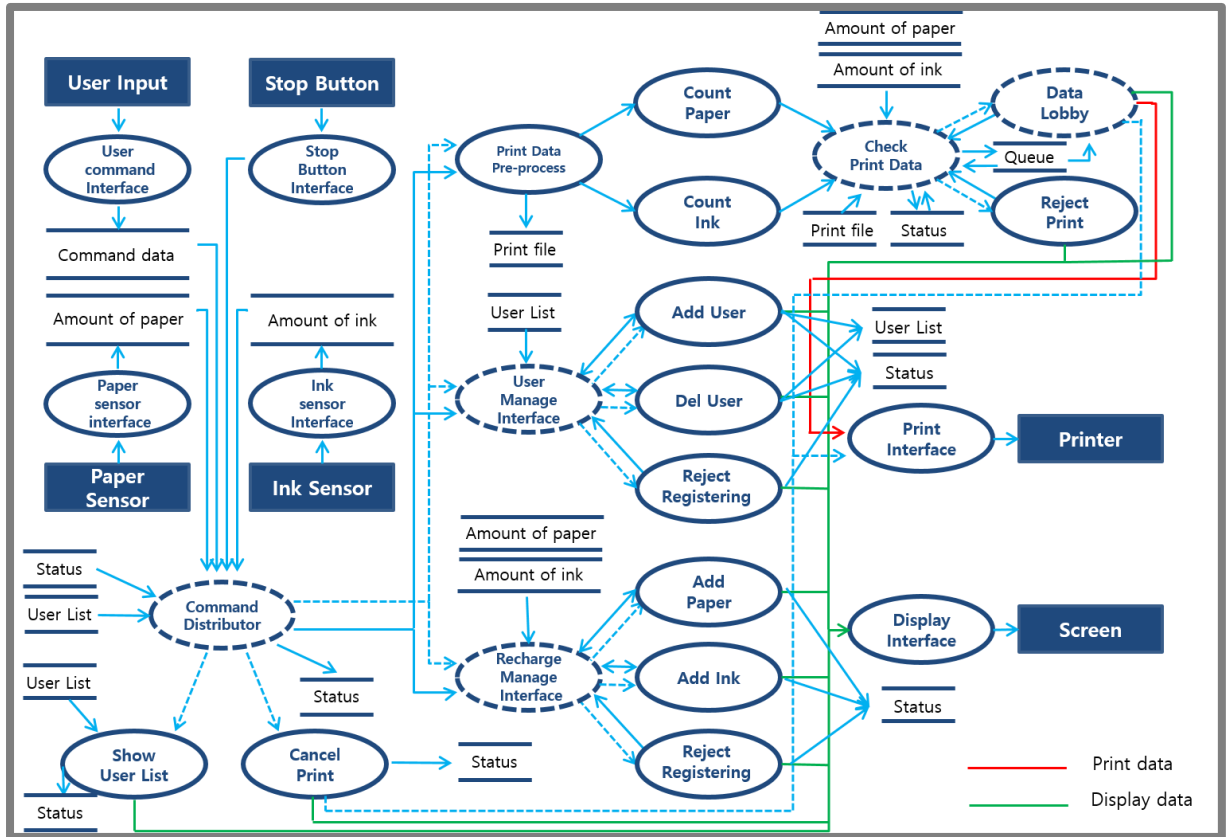 User Input
Stop Button
User
command
Interface
Stop
Button
Interface
Command data
Amount of paper
Amount of ink
Paper
sensor
interface
Ink
sensor
Interface
Paper
Sensor
Ink Sensor
Status
User List
Command
Distributor
User List
Status
Show
User List
Cancel
Print
Status
Status
Print Data
Pre-process
Count
Paper
Count
Ink
Print file
Amount of paper
Amount of ink
Check
Print Data
Data
Lobby
Queue
Reject
Print
Print file
Status
User List
User
Manage
Interface
Add User
Del User
Reject
Registering
User List
Status
Print
Interface
Printer
Amount of paper
Amount of ink
Recharge
Manage
Interface
Add
Paper
Add Ink
Reject
Registering
Display
Interface
Screen
Status
Print data
Display data